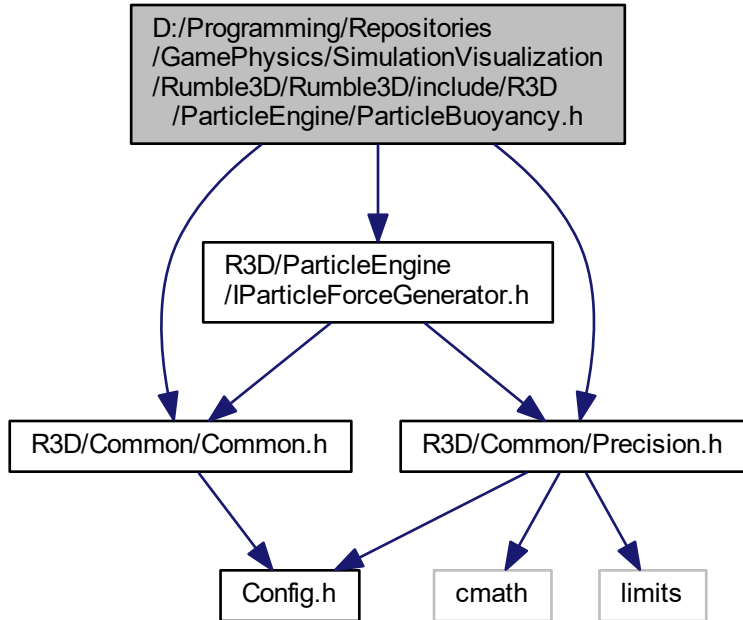 D:/Programming/Repositories
/GamePhysics/SimulationVisualization
/Rumble3D/Rumble3D/include/R3D
/ParticleEngine/ParticleBuoyancy.h
R3D/ParticleEngine
/IParticleForceGenerator.h
R3D/Common/Common.h
R3D/Common/Precision.h
Config.h
cmath
limits